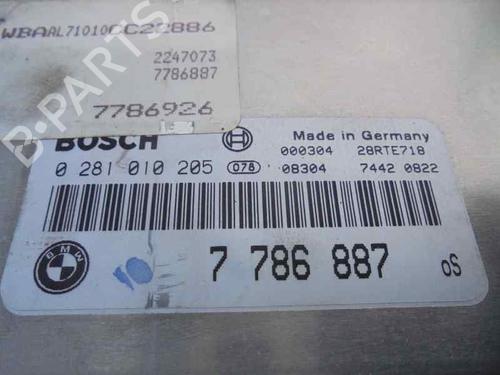 WBAAL71010CC22886
2247073
7786887
7786926
BOSCH
Made in Germany
000304 28RTE718
0 281 010 205 078 08304 7442 0822
BMW
7 786 887 oS
B-PARTS